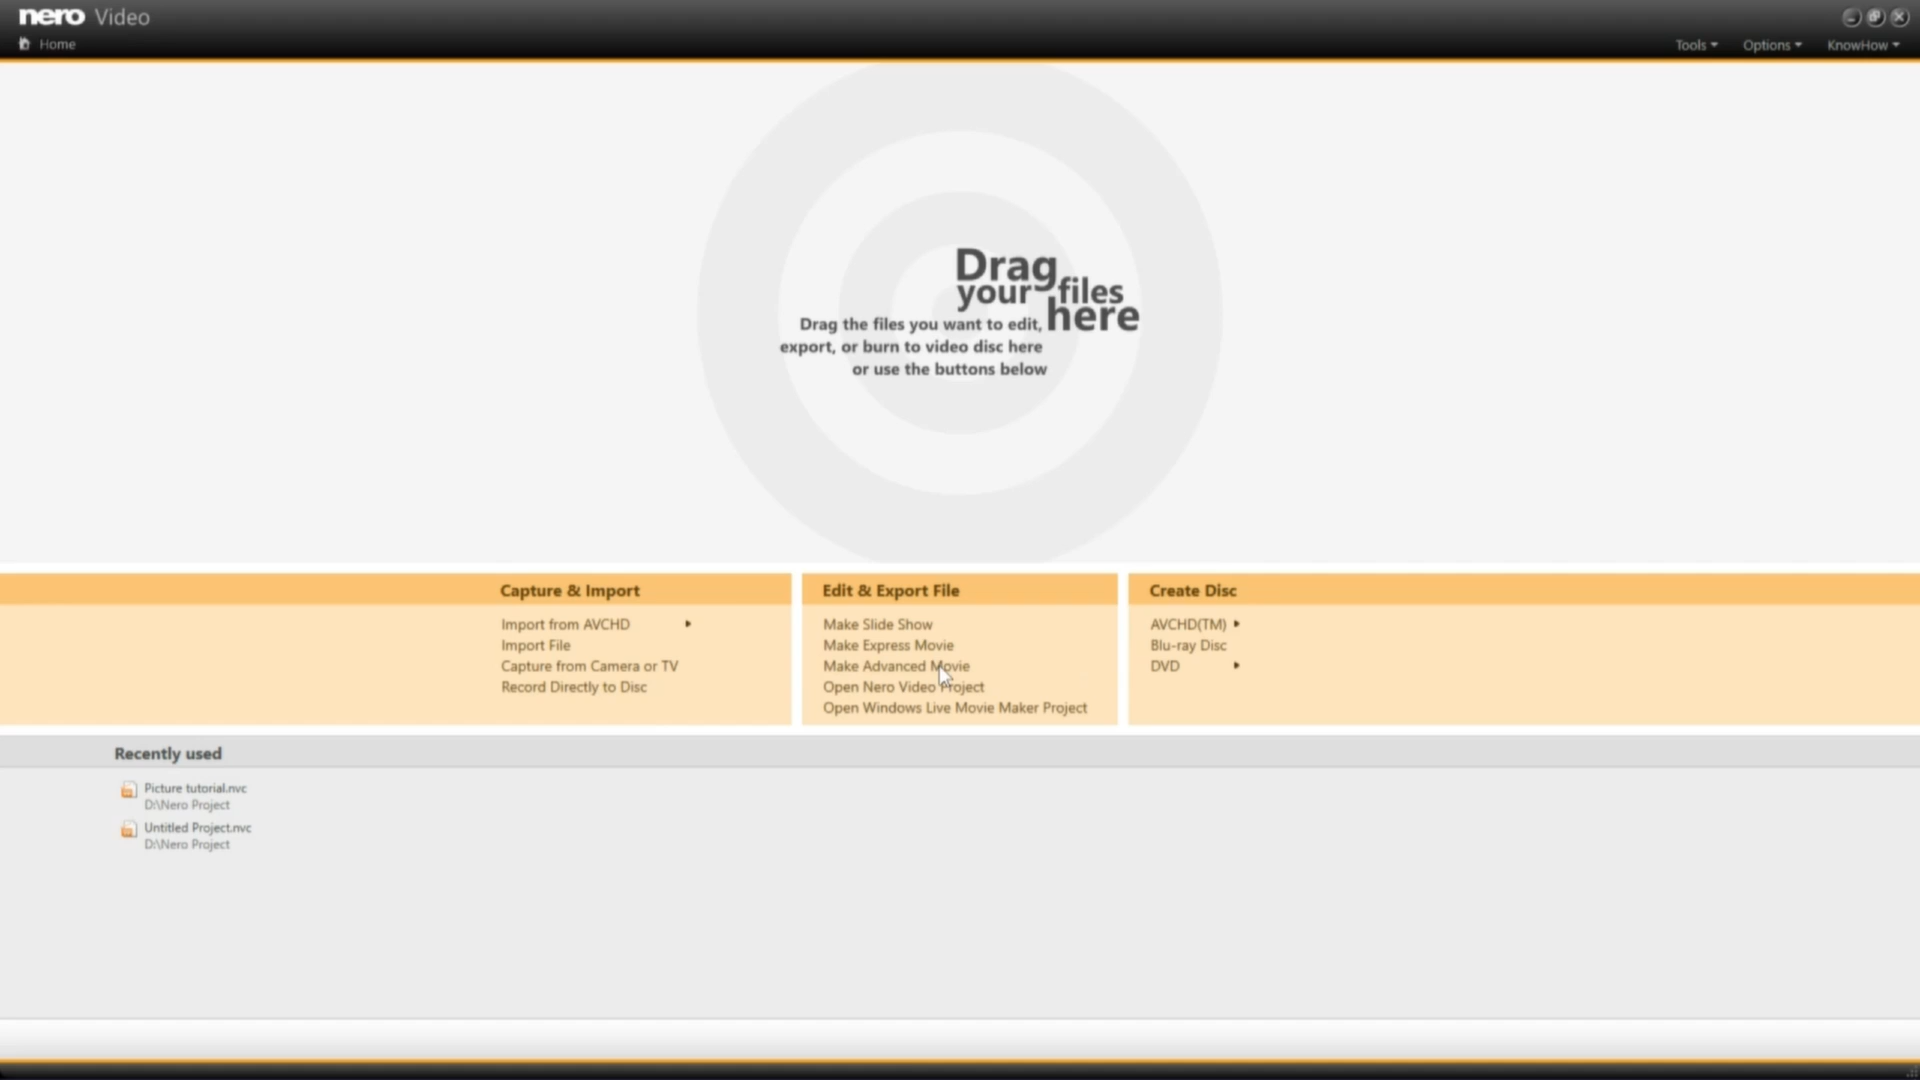 nero Video
Home
Tools
Options
KnowHow
Drag
your files
here
Drag the files you want to edit,
export, or burn to video disc here
or use the buttons below
Capture & Import
Import from AVCHD
Import File
Capture from Camera or TV
Record Directly to Disc
Edit & Export File
Make Slide Show
Make Express Movie
Make Advanced Movie
Open Nero Video Project
Open Windows Live Movie Maker Project
Create Disc
AVCHD(TM)
Blu-ray Disc
DVD
Recently used
Picture tutorial.nvc
D:\Nero Project
Untitled Project.nvc
D:\Nero Project